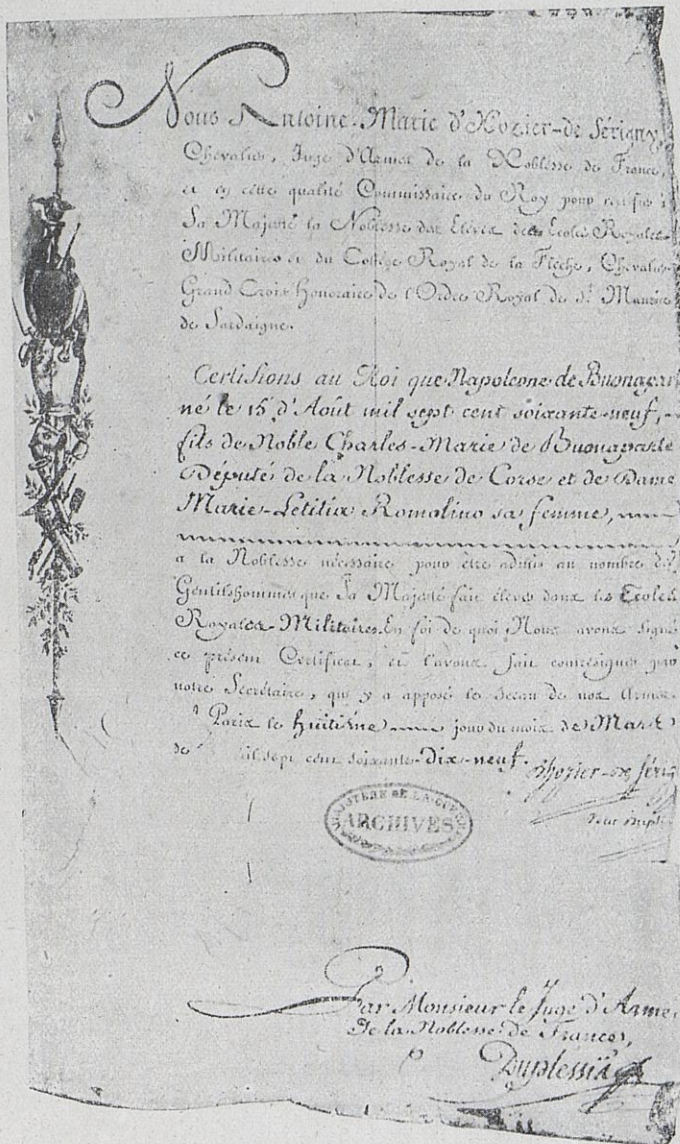 Nous Antoine-Marie d'Hozier-de Sérigny,
Chevalier, Juge d'Armes de la Noblesse de France,
et en cette qualité Commissaire du Roy pour certifier à
Sa Majesté la Noblesse des Elèves des Ecoles Royales-
Militaires et du Collège Royal de la Flèche, Chevalier
Grand Croix Honoraire de l'Ordre Royal de St. Maurice
de Sardaigne.
Certifions au Roi que Napoleone de Buonapart
né le 15 d'Août mil sept cent soixante-neuf,
fils de Noble Charles-Marie de Buonaparte
Député de la Noblesse de Corse et de Dame
Marie-Letitia Romolino sa femme,
a la Noblesse nécessaire pour être admis au nombre des
Gentilshommes que Sa Majesté fait élever dans les Ecoles
Royales-Militaires. En foi de quoi Nous avons signé
ce présent Certificat, et l'avons fait contresigner par
notre Secrétaire, qui y a apposé le Sceau de nos Armes
à Paris le huitième jour du mois de Mars
de mil sept cent soixante-Dix-neuf.
d'hozier-de Séri
MINISTÈRE DE LA GUERRE
ARCHIVES
Par Monsieur le Juge d'Armes
De la Noblesse de France,
Duplessis